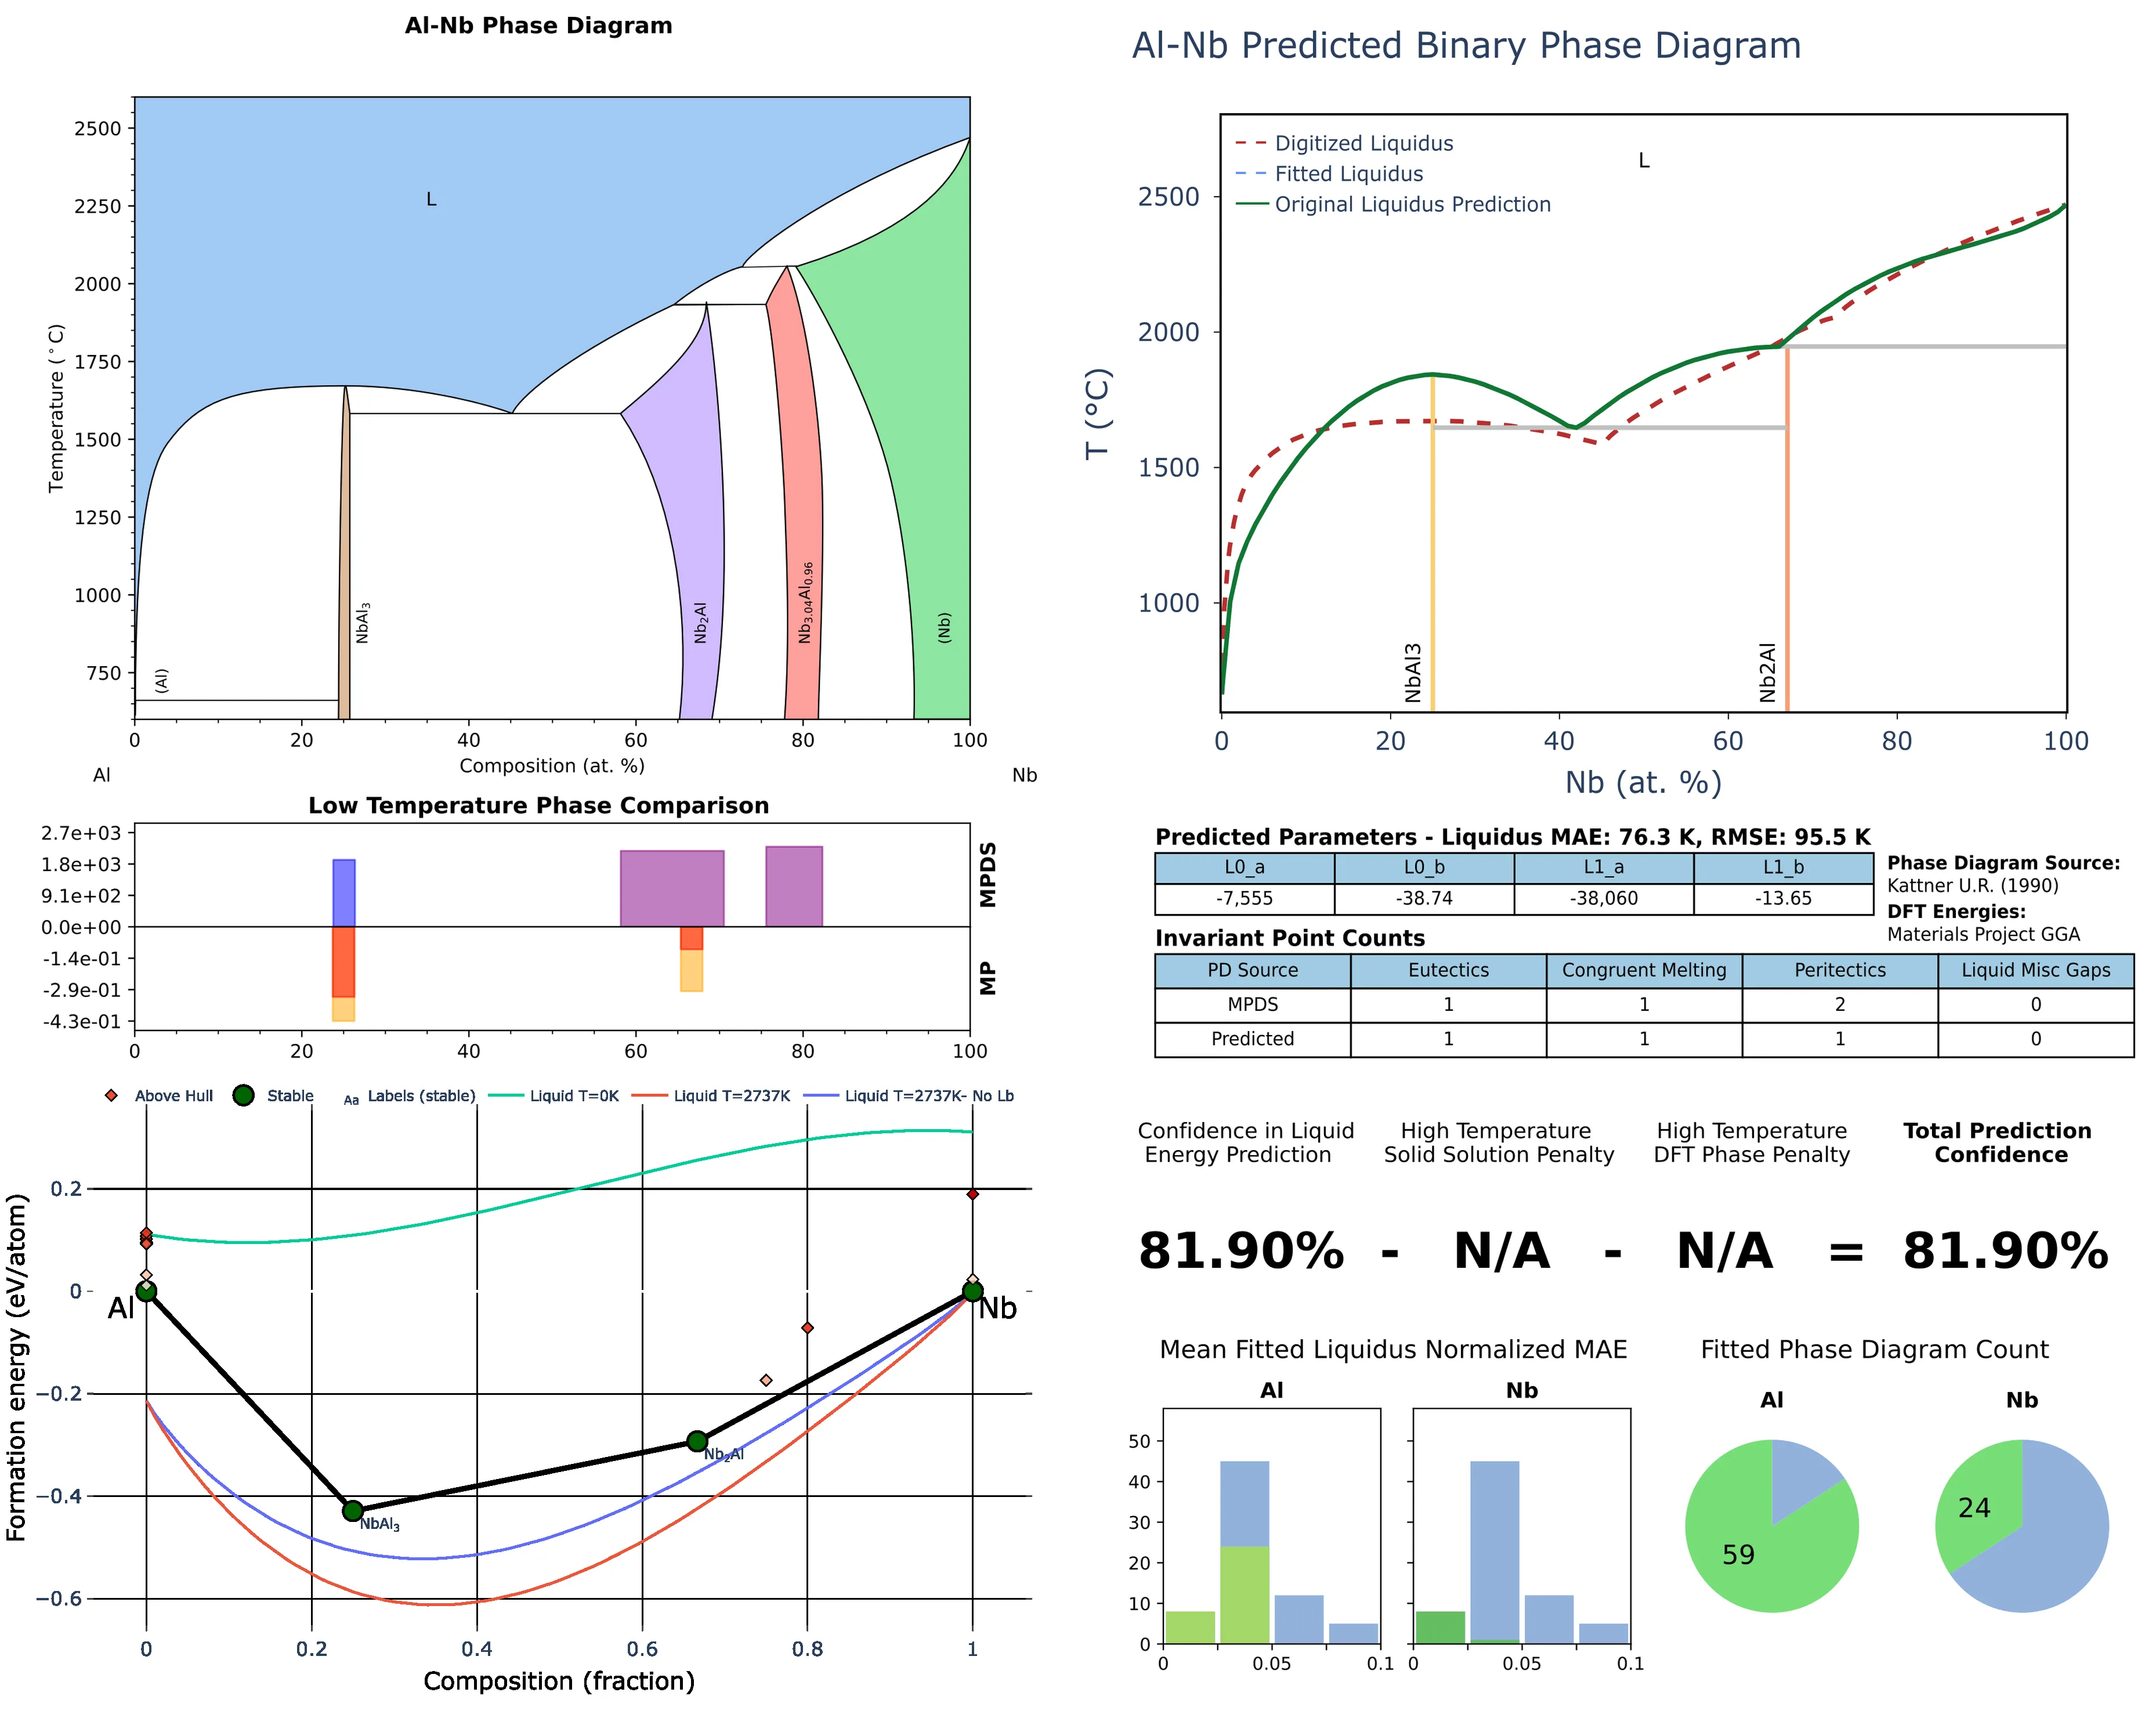 Al-Nb Phase Diagram
2500
2250
2000
1750
1500
1250
1000
750
Temperature (°C)
L
(Al)
NbAl3
Nb2Al
Nb3.04Al0.96
(Nb)
0 20 40 60 80 100
Composition (at. %)
Al Nb
Low Temperature Phase Comparison
2.7e+03
1.8e+03
9.1e+02
0.0e+00
-1.4e-01
-2.9e-01
-4.3e-01
MPDS
MP
0 20 40 60 80 100
Above Hull Stable Aa Labels (stable) Liquid T=0K Liquid T=2737K Liquid T=2737K- No Lb
0.2
0
−0.2
−0.4
−0.6
Formation energy (eV/atom)
Al
Nb
Nb2Al
NbAl3
0 0.2 0.4 0.6 0.8 1
Composition (fraction)
Al-Nb Predicted Binary Phase Diagram
Digitized Liquidus
Fitted Liquidus
Original Liquidus Prediction
L
2500
2000
1500
1000
T (°C)
NbAl3
Nb2Al
0 20 40 60 80 100
Nb (at. %)
Predicted Parameters - Liquidus MAE: 76.3 K, RMSE: 95.5 K
L0_a L0_b L1_a L1_b
-7,555 -38.74 -38,060 -13.65
Phase Diagram Source:
Kattner U.R. (1990)
DFT Energies:
Materials Project GGA
Invariant Point Counts
PD Source Eutectics Congruent Melting Peritectics Liquid Misc Gaps
MPDS 1 1 2 0
Predicted 1 1 1 0
Confidence in Liquid
Energy Prediction
High Temperature
Solid Solution Penalty
High Temperature
DFT Phase Penalty
Total Prediction
Confidence
81.90% - N/A - N/A = 81.90%
Mean Fitted Liquidus Normalized MAE
Al Nb
50
40
30
20
10
0
0 0.05 0.1 0 0.05 0.1
Fitted Phase Diagram Count
Al Nb
59 24